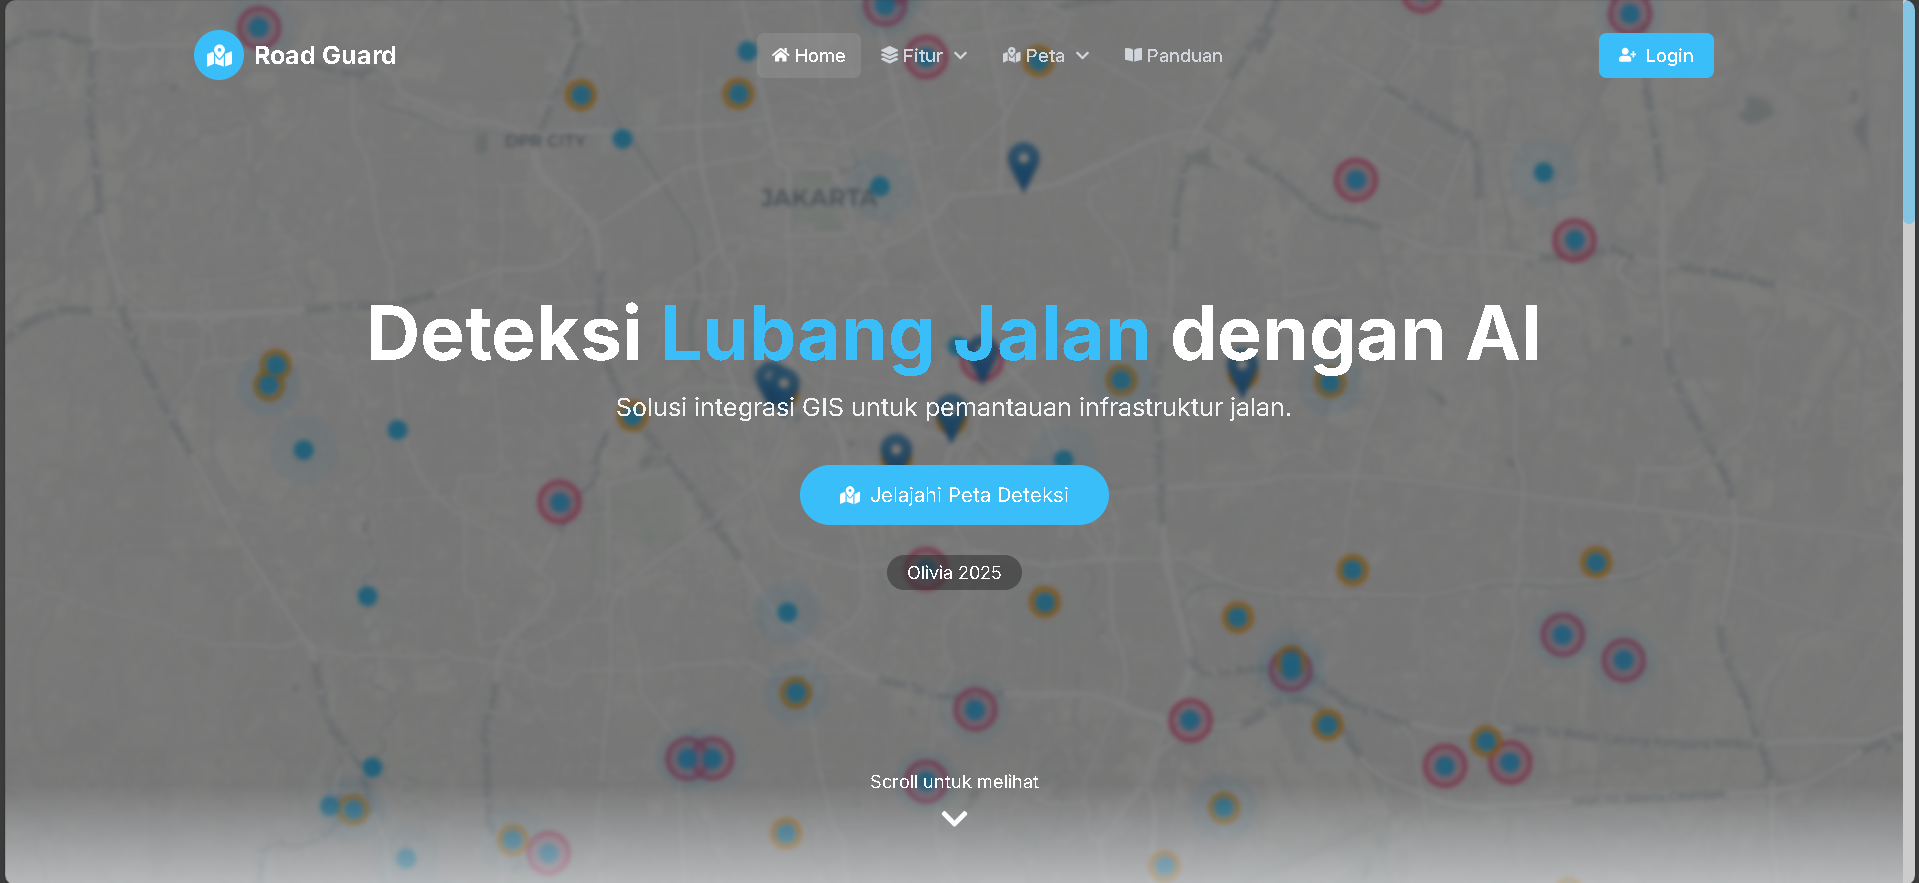 Road Guard
Home
Fitur
Peta
Panduan
Login
DPR CITY
JAKARTA
Deteksi Lubang Jalan dengan AI
Solusi integrasi GIS untuk pemantauan infrastruktur jalan.
Jelajahi Peta Deteksi
Olivia 2025
Scroll untuk melihat